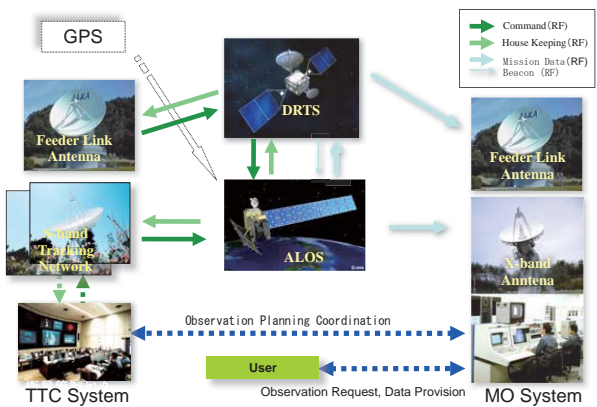 GPS
Command(RF)
House Keeping(RF)
Mission Data(RF)
Beacon (RF)
DRTS
Feeder Link
Antenna
Feeder Link
Antenna
S-band
Tracking
Network
ALOS
X-band
Anntena
Observation Planning Coordination
User
Observation Request, Data Provision
TTC System
MO System